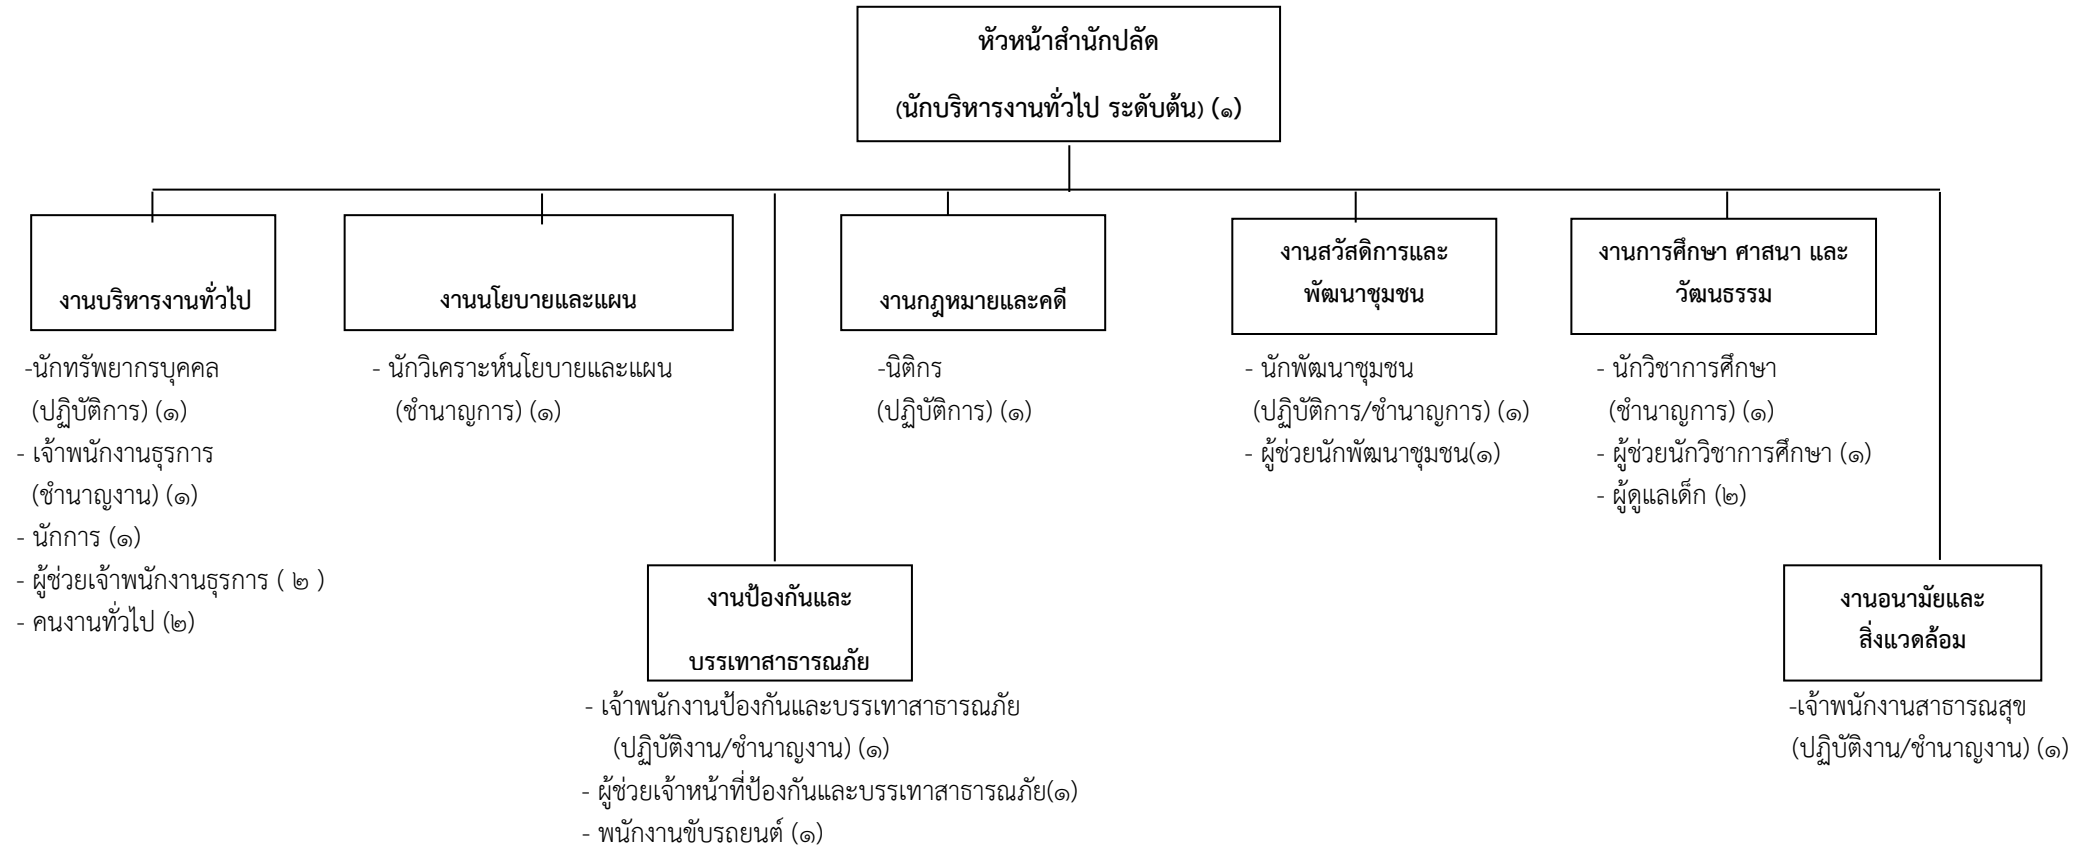 หัวหน้าสำนักปลัด
(นักบริหารงานทั่วไป ระดับต้น) (๑)
งานบริหารงานทั่วไป
-นักทรัพยากรบุคคล
(ปฏิบัติการ) (๑)
- เจ้าพนักงานธุรการ
(ชำนาญงาน) (๑)
- นักการ (๑)
- ผู้ช่วยเจ้าพนักงานธุรการ ( ๒ )
- คนงานทั่วไป (๒)
งานนโยบายและแผน
- นักวิเคราะห์นโยบายและแผน
(ชำนาญการ) (๑)
งานป้องกันและ
บรรเทาสาธารณภัย
- เจ้าพนักงานป้องกันและบรรเทาสาธารณภัย
(ปฏิบัติงาน/ชำนาญงาน) (๑)
- ผู้ช่วยเจ้าหน้าที่ป้องกันและบรรเทาสาธารณภัย(๑)
- พนักงานขับรถยนต์ (๑)
งานกฎหมายและคดี
-นิติกร
(ปฏิบัติการ) (๑)
งานสวัสดิการและ
พัฒนาชุมชน
- นักพัฒนาชุมชน
(ปฏิบัติการ/ชำนาญการ) (๑)
- ผู้ช่วยนักพัฒนาชุมชน(๑)
งานการศึกษา ศาสนา และ
วัฒนธรรม
- นักวิชาการศึกษา
(ชำนาญการ) (๑)
- ผู้ช่วยนักวิชาการศึกษา (๑)
- ผู้ดูแลเด็ก (๒)
งานอนามัยและ
สิ่งแวดล้อม
-เจ้าพนักงานสาธารณสุข
(ปฏิบัติงาน/ชำนาญงาน) (๑)